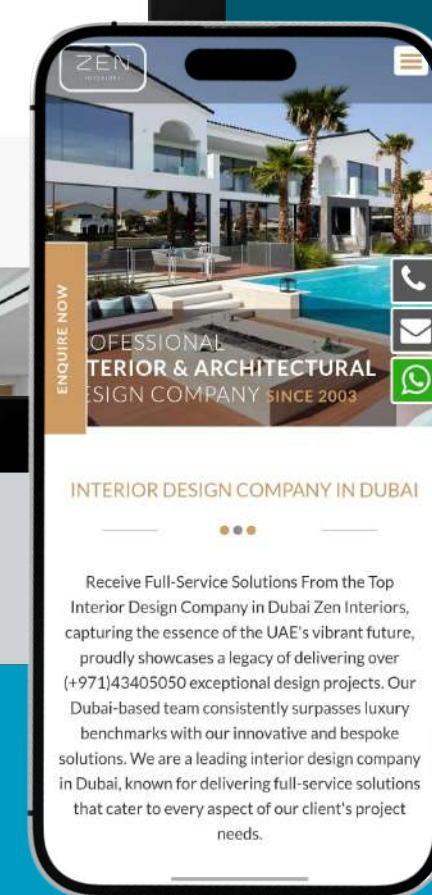 ZEN
INTERIORS
ENQUIRE NOW
OFESSIONAL
TERIOR & ARCHITECTURAL
ESIGN COMPANY SINCE 2003
INTERIOR DESIGN COMPANY IN DUBAI
Receive Full-Service Solutions From the Top
Interior Design Company in Dubai Zen Interiors,
capturing the essence of the UAE's vibrant future,
proudly showcases a legacy of delivering over
(+971)43405050 exceptional design projects. Our
Dubai-based team consistently surpasses luxury
benchmarks with our innovative and bespoke
solutions. We are a leading interior design company
in Dubai, known for delivering full-service solutions
that cater to every aspect of our client's project
needs.